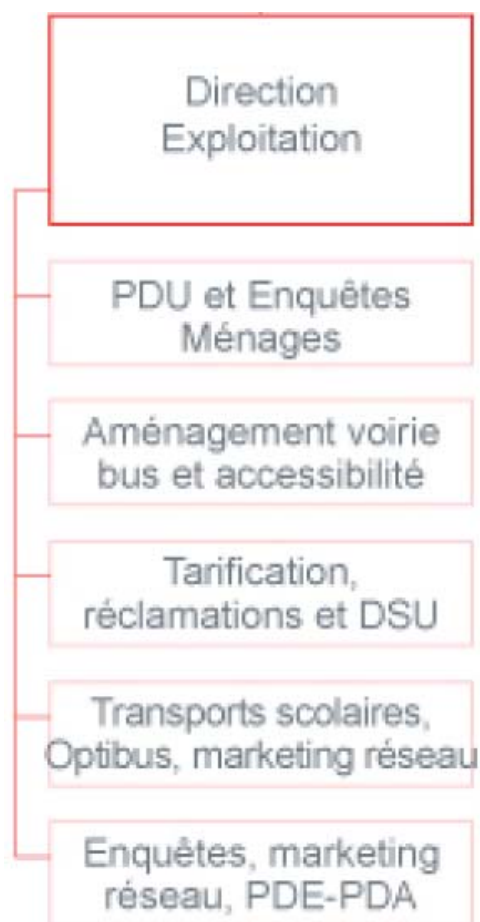 Direction
Exploitation
PDU et Enquêtes
Ménages
Aménagement voirie
bus et accessibilité
Tarification,
réclamations et DSU
Transports scolaires,
Optibus, marketing réseau
Enquêtes, marketing
réseau, PDE-PDA